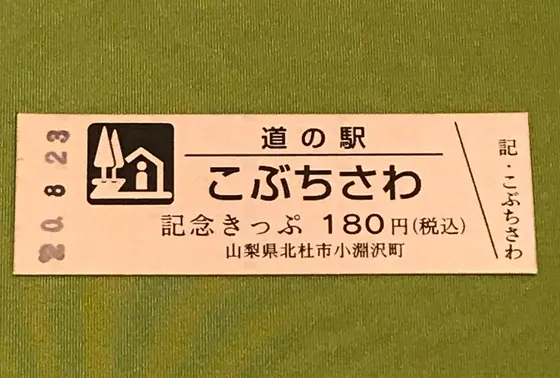 20. 8. 23
道の駅
こぶちさわ
記念きっぷ 180円(税込)
山梨県北杜市小淵沢町
記・こぶちさわ